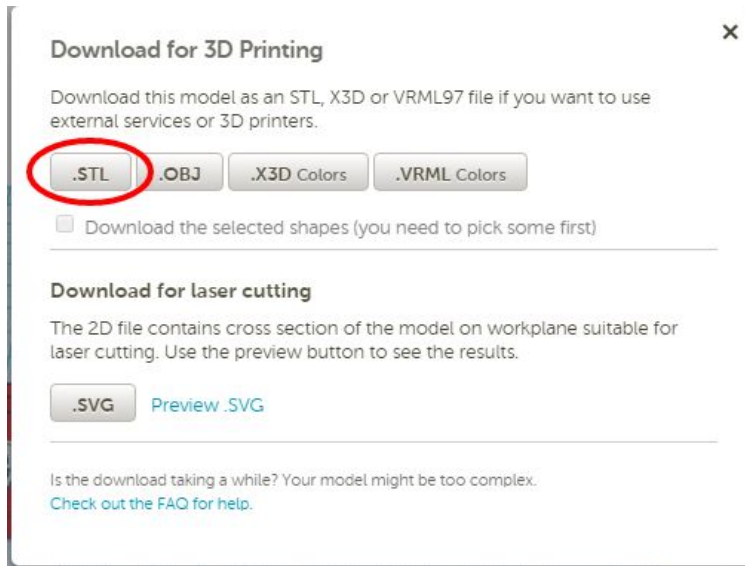 Download for 3D Printing
Download this model as an STL, X3D or VRML97 file if you want to use
external services or 3D printers.
.STL .OBJ .X3D Colors .VRML Colors
Download the selected shapes (you need to pick some first)
Download for laser cutting
The 2D file contains cross section of the model on workplane suitable for
laser cutting. Use the preview button to see the results.
.SVG Preview .SVG
Is the download taking a while? Your model might be too complex.
Check out the FAQ for help.